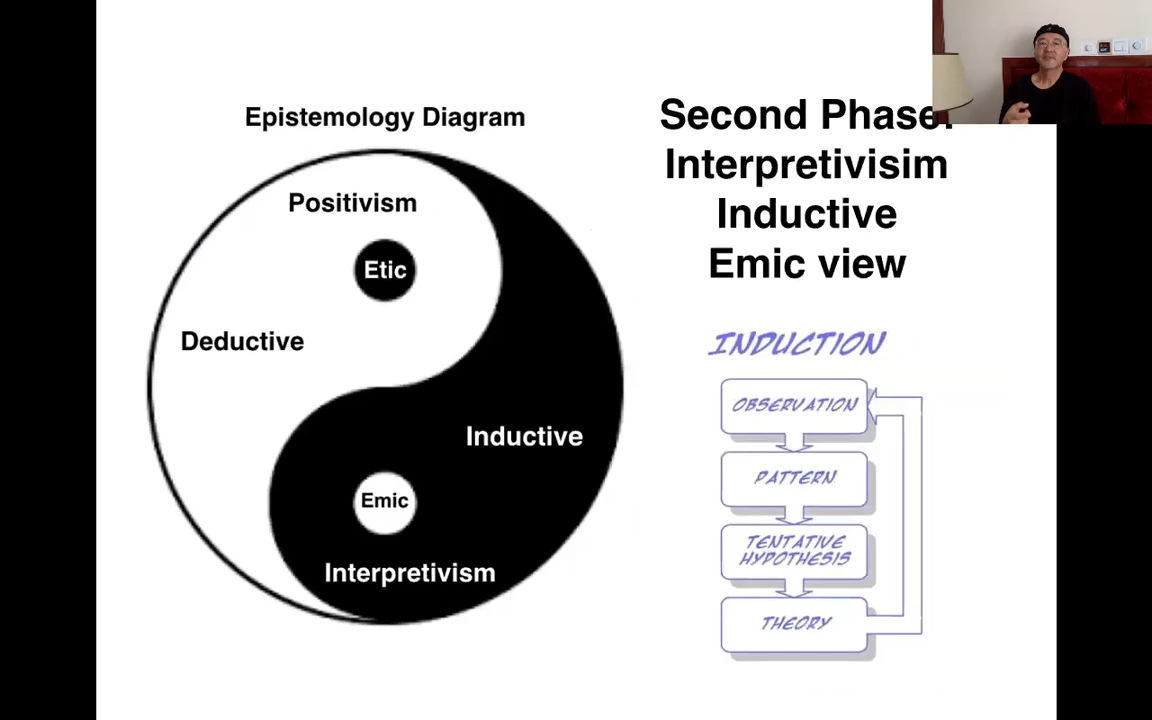 Epistemology Diagram
Positivism
Etic
Deductive
Inductive
Emic
Interpretivism
Second Phase:
Interpretivisim
Inductive
Emic view
INDUCTION
OBSERVATION
PATTERN
TENTATIVE
HYPOTHESIS
THEORY